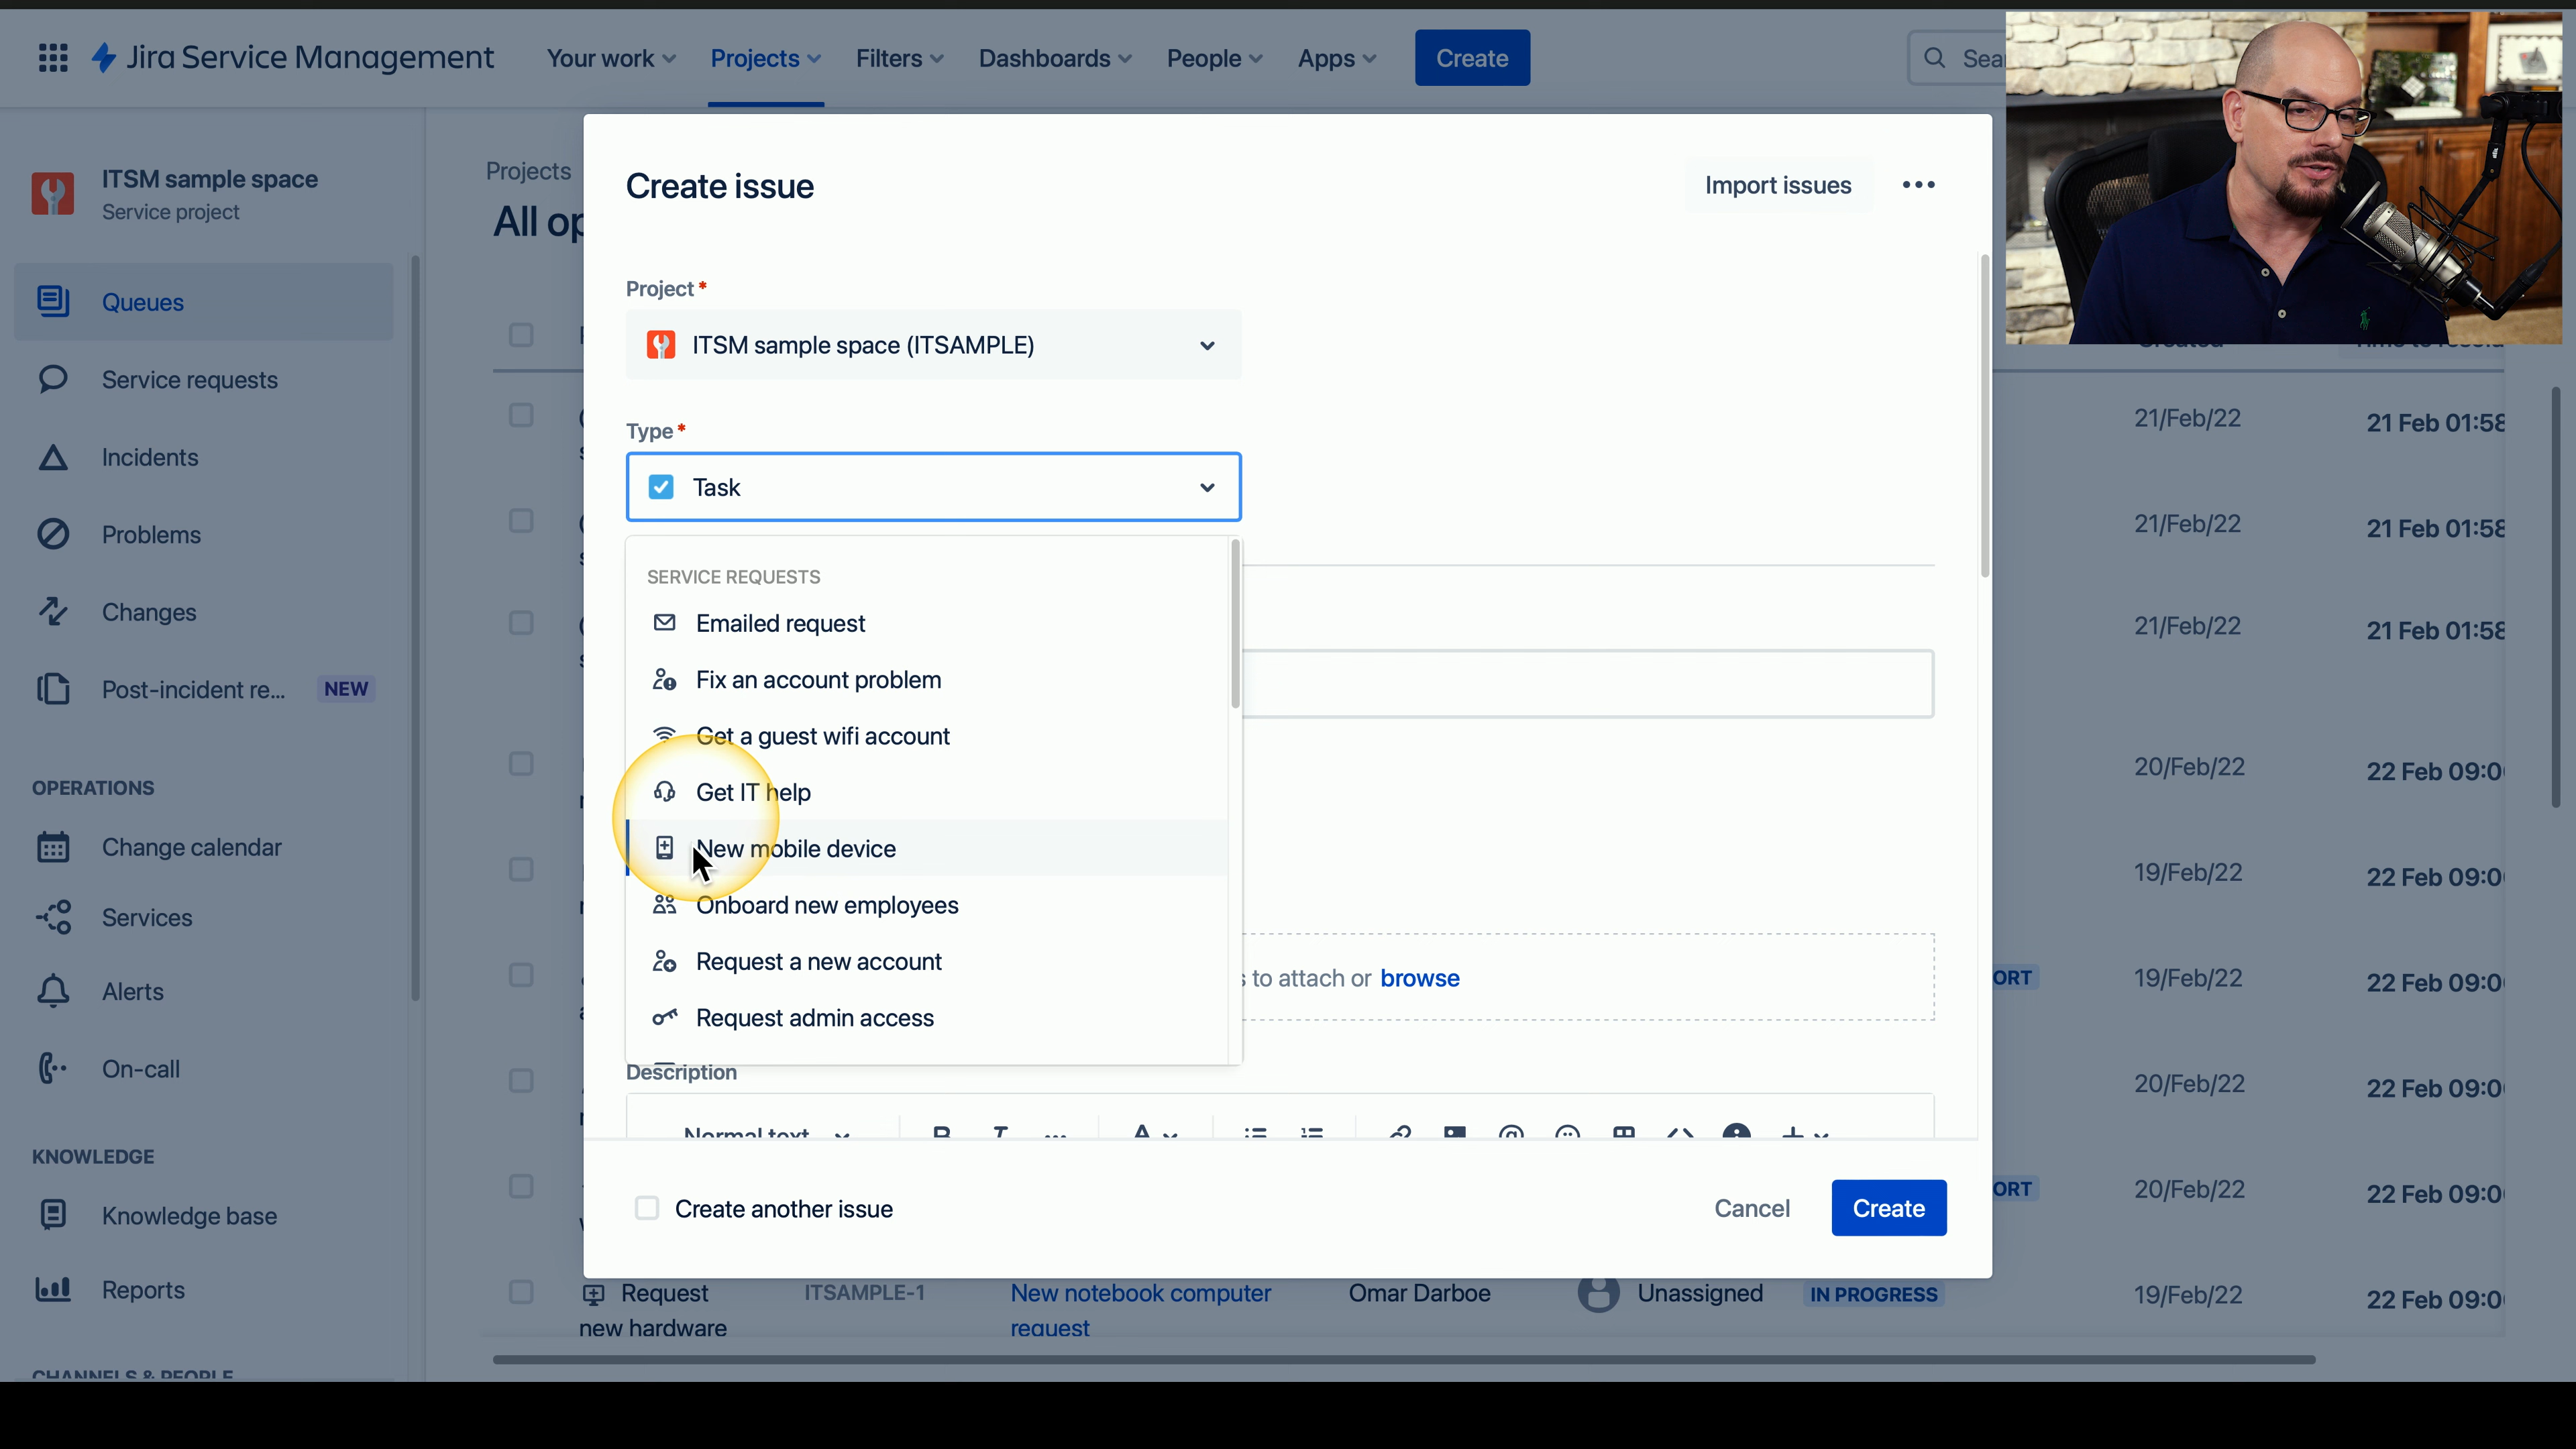 Jira Service Management
Your work
Projects
Filters
Dashboards
People
Apps
Create
ITSM sample space
Service project
Queues
Service requests
Incidents
Problems
Changes
Post-incident re... NEW
OPERATIONS
Change calendar
Services
Alerts
On-call
KNOWLEDGE
Knowledge base
Reports
CHANNELS & PEOPLE
Projects
All
Create issue
Import issues
Project *
ITSM sample space (ITSAMPLE)
Type *
Task
SERVICE REQUESTS
Emailed request
Fix an account problem
Get a guest wifi account
Get IT help
New mobile device
Onboard new employees
Request a new account
Request admin access
to attach or browse
Description
Normal text
Create another issue
Cancel
Create
Created
21/Feb/22 21 Feb 01:58
21/Feb/22 21 Feb 01:58
21/Feb/22 21 Feb 01:58
20/Feb/22 22 Feb 09:0
19/Feb/22 22 Feb 09:0
19/Feb/22 22 Feb 09:0
20/Feb/22 22 Feb 09:0
20/Feb/22 22 Feb 09:0
Request ITSAMPLE-1 New notebook computer Omar Darboe Unassigned IN PROGRESS 19/Feb/22 22 Feb 09:0
new hardware request